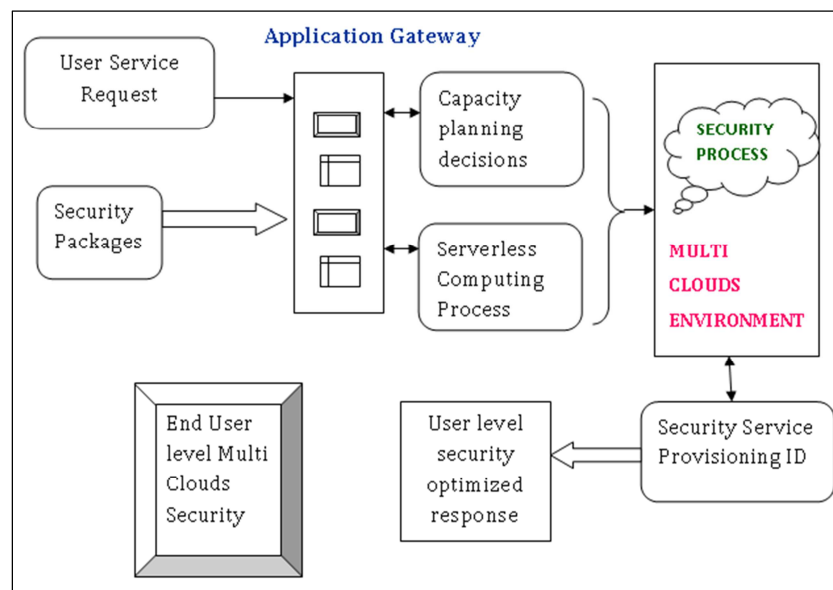 Application Gateway
User Service
Request
Security
Packages
Capacity
planning
decisions
Serverless
Computing
Process
SECURITY
PROCESS
MULTI
CLOUDS
ENVIRONMENT
End User
level Multi
Clouds
Security
User level
security
optimized
response
Security Service
Provisioning ID